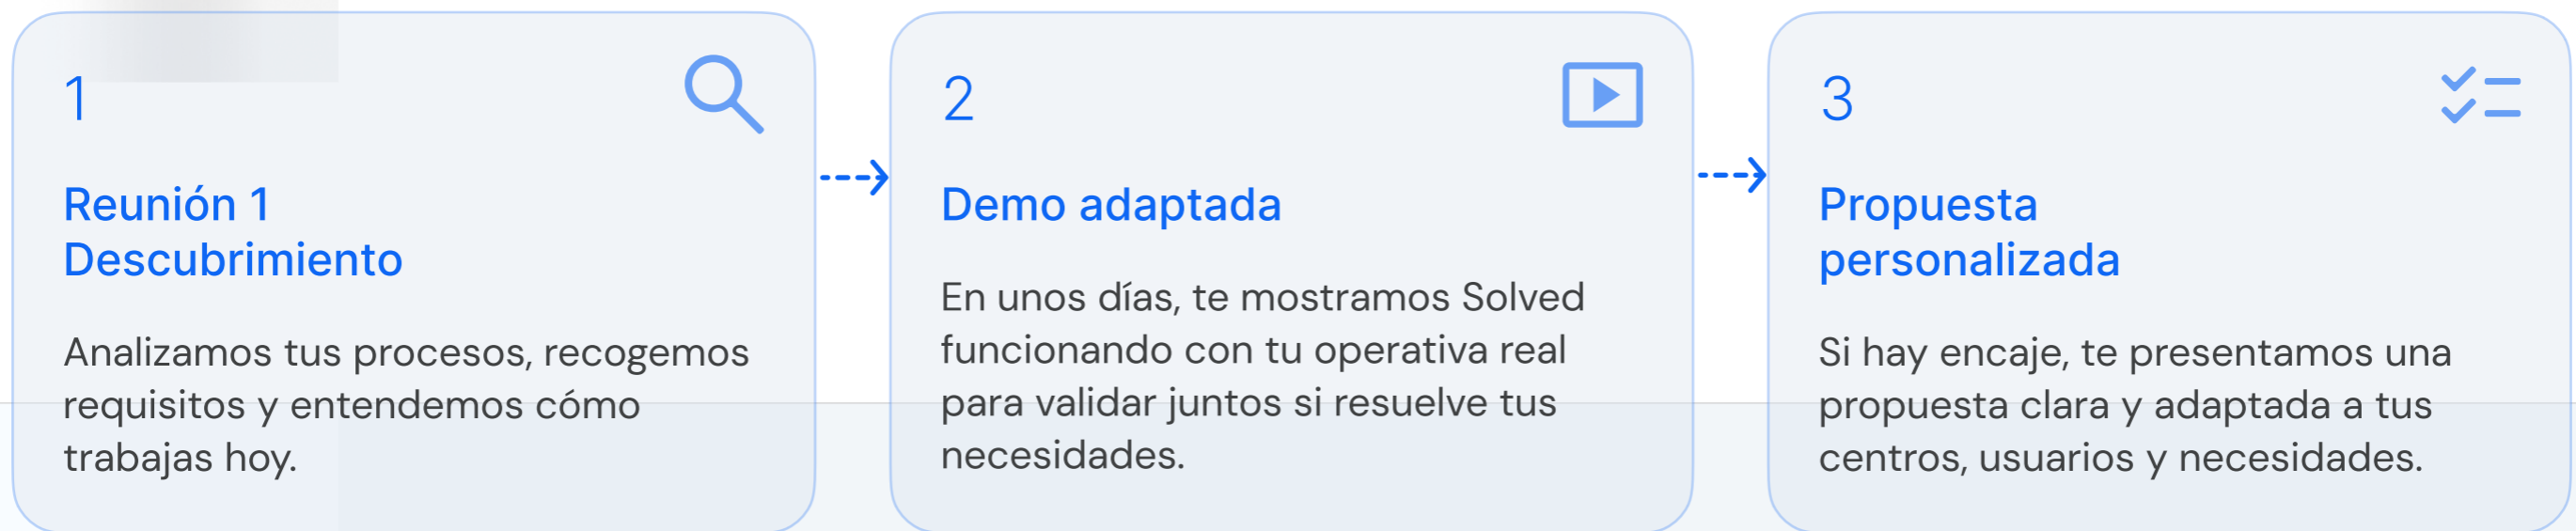 1
Reunión 1
Descubrimiento
Analizamos tus procesos, recogemos
requisitos y entendemos cómo
trabajas hoy.
2
Demo adaptada
En unos días, te mostramos Solved
funcionando con tu operativa real
para validar juntos si resuelve tus
necesidades.
3
Propuesta
personalizada
Si hay encaje, te presentamos una
propuesta clara y adaptada a tus
centros, usuarios y necesidades.